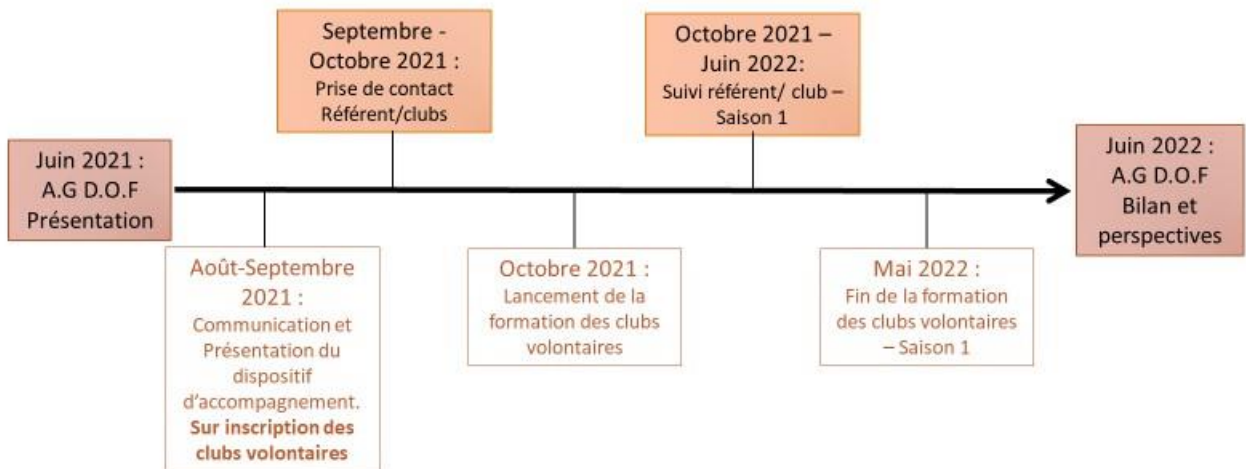 Juin 2021 :
A.G D.O.F
Présentation
Août-Septembre
2021 :
Communication et
Présentation du
dispositif
d'accompagnement.
Sur inscription des
clubs volontaires
Septembre -
Octobre 2021 :
Prise de contact
Référent/clubs
Octobre 2021 :
Lancement de la
formation des clubs
volontaires
Octobre 2021 –
Juin 2022:
Suivi référent/ club –
Saison 1
Mai 2022 :
Fin de la formation
des clubs volontaires
– Saison 1
Juin 2022 :
A.G D.O.F
Bilan et
perspectives